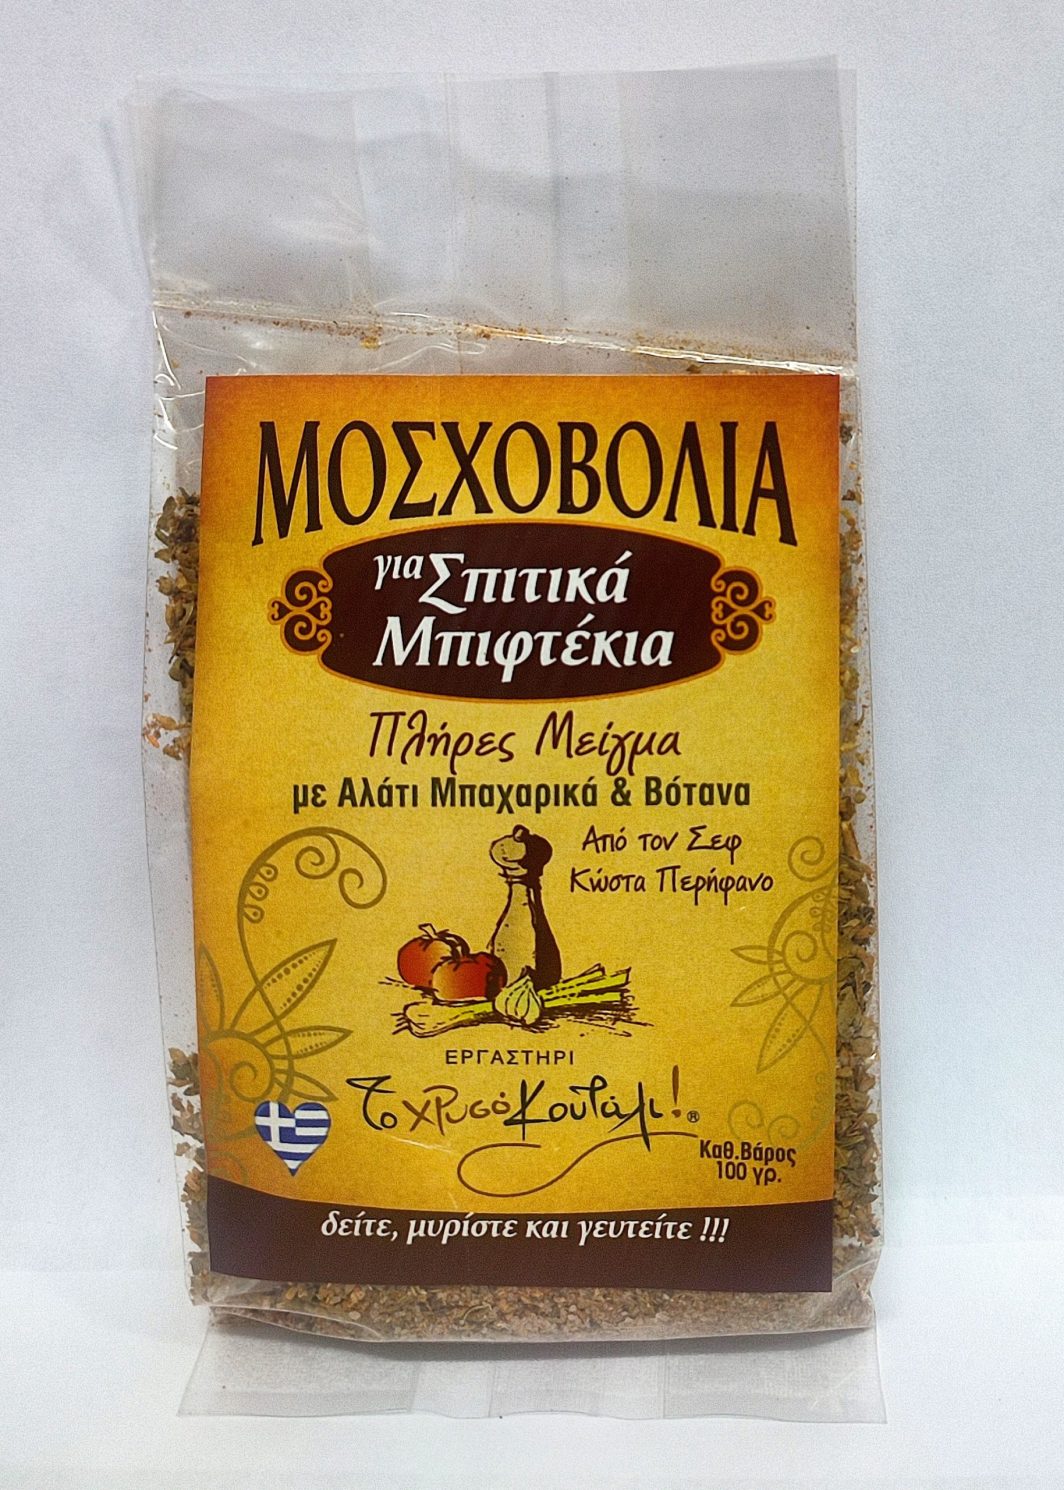 ΜΟΣΧΟΒΟΛΙΑ
για Σπιτικά
Μπιφτέκια
Πλήρες Μείγμα
με Αλάτι Μπαχαρικά & Βότανα
Από τον Σεφ
Κώστα Περήφανο
ΕΡΓΑΣΤΗΡΙ
Το χρυσό κουτάλι!®
Καθ.Βάρος
100 γρ.
δείτε, μυρίστε και γευτείτε !!!